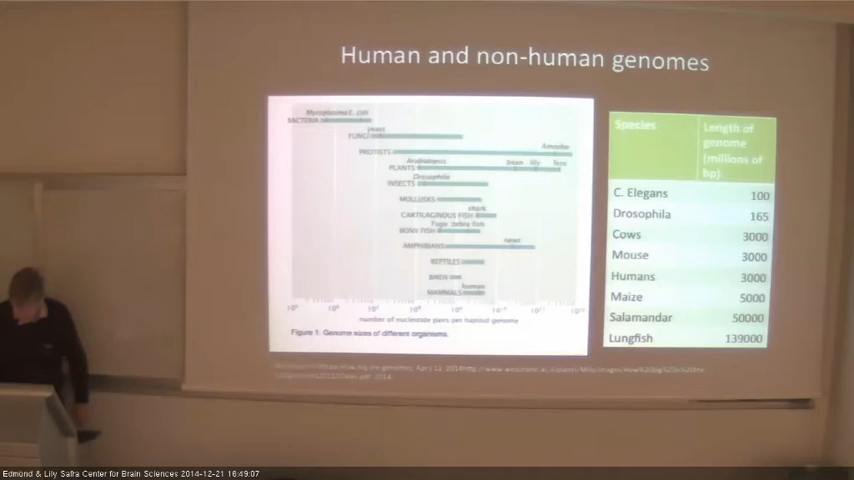 Human and non-human genomes
Mycoplasma E. coli
BACTERIA
yeast
FUNGI
Amoeba
PROTISTS
Arabidopsis
bean lily fern
PLANTS
Drosophila
INSECTS
MOLLUSKS
shark
CARTILAGINOUS FISH
Fugu zebra fish
BONY FISH
newt
AMPHIBIANS
REPTILES
BIRDS
human
MAMMALS
number of nucleotide pairs per haploid genome
Figure 1: Genome sizes of different organisms.
Species Length of genome (millions of bp)
C. Elegans 100
Drosophila 165
Cows 3000
Mouse 3000
Humans 3000
Maize 5000
Salamandar 50000
Lungfish 139000
Edmond & Lily Safra Center for Brain Sciences 2014-12-21 16:49:07